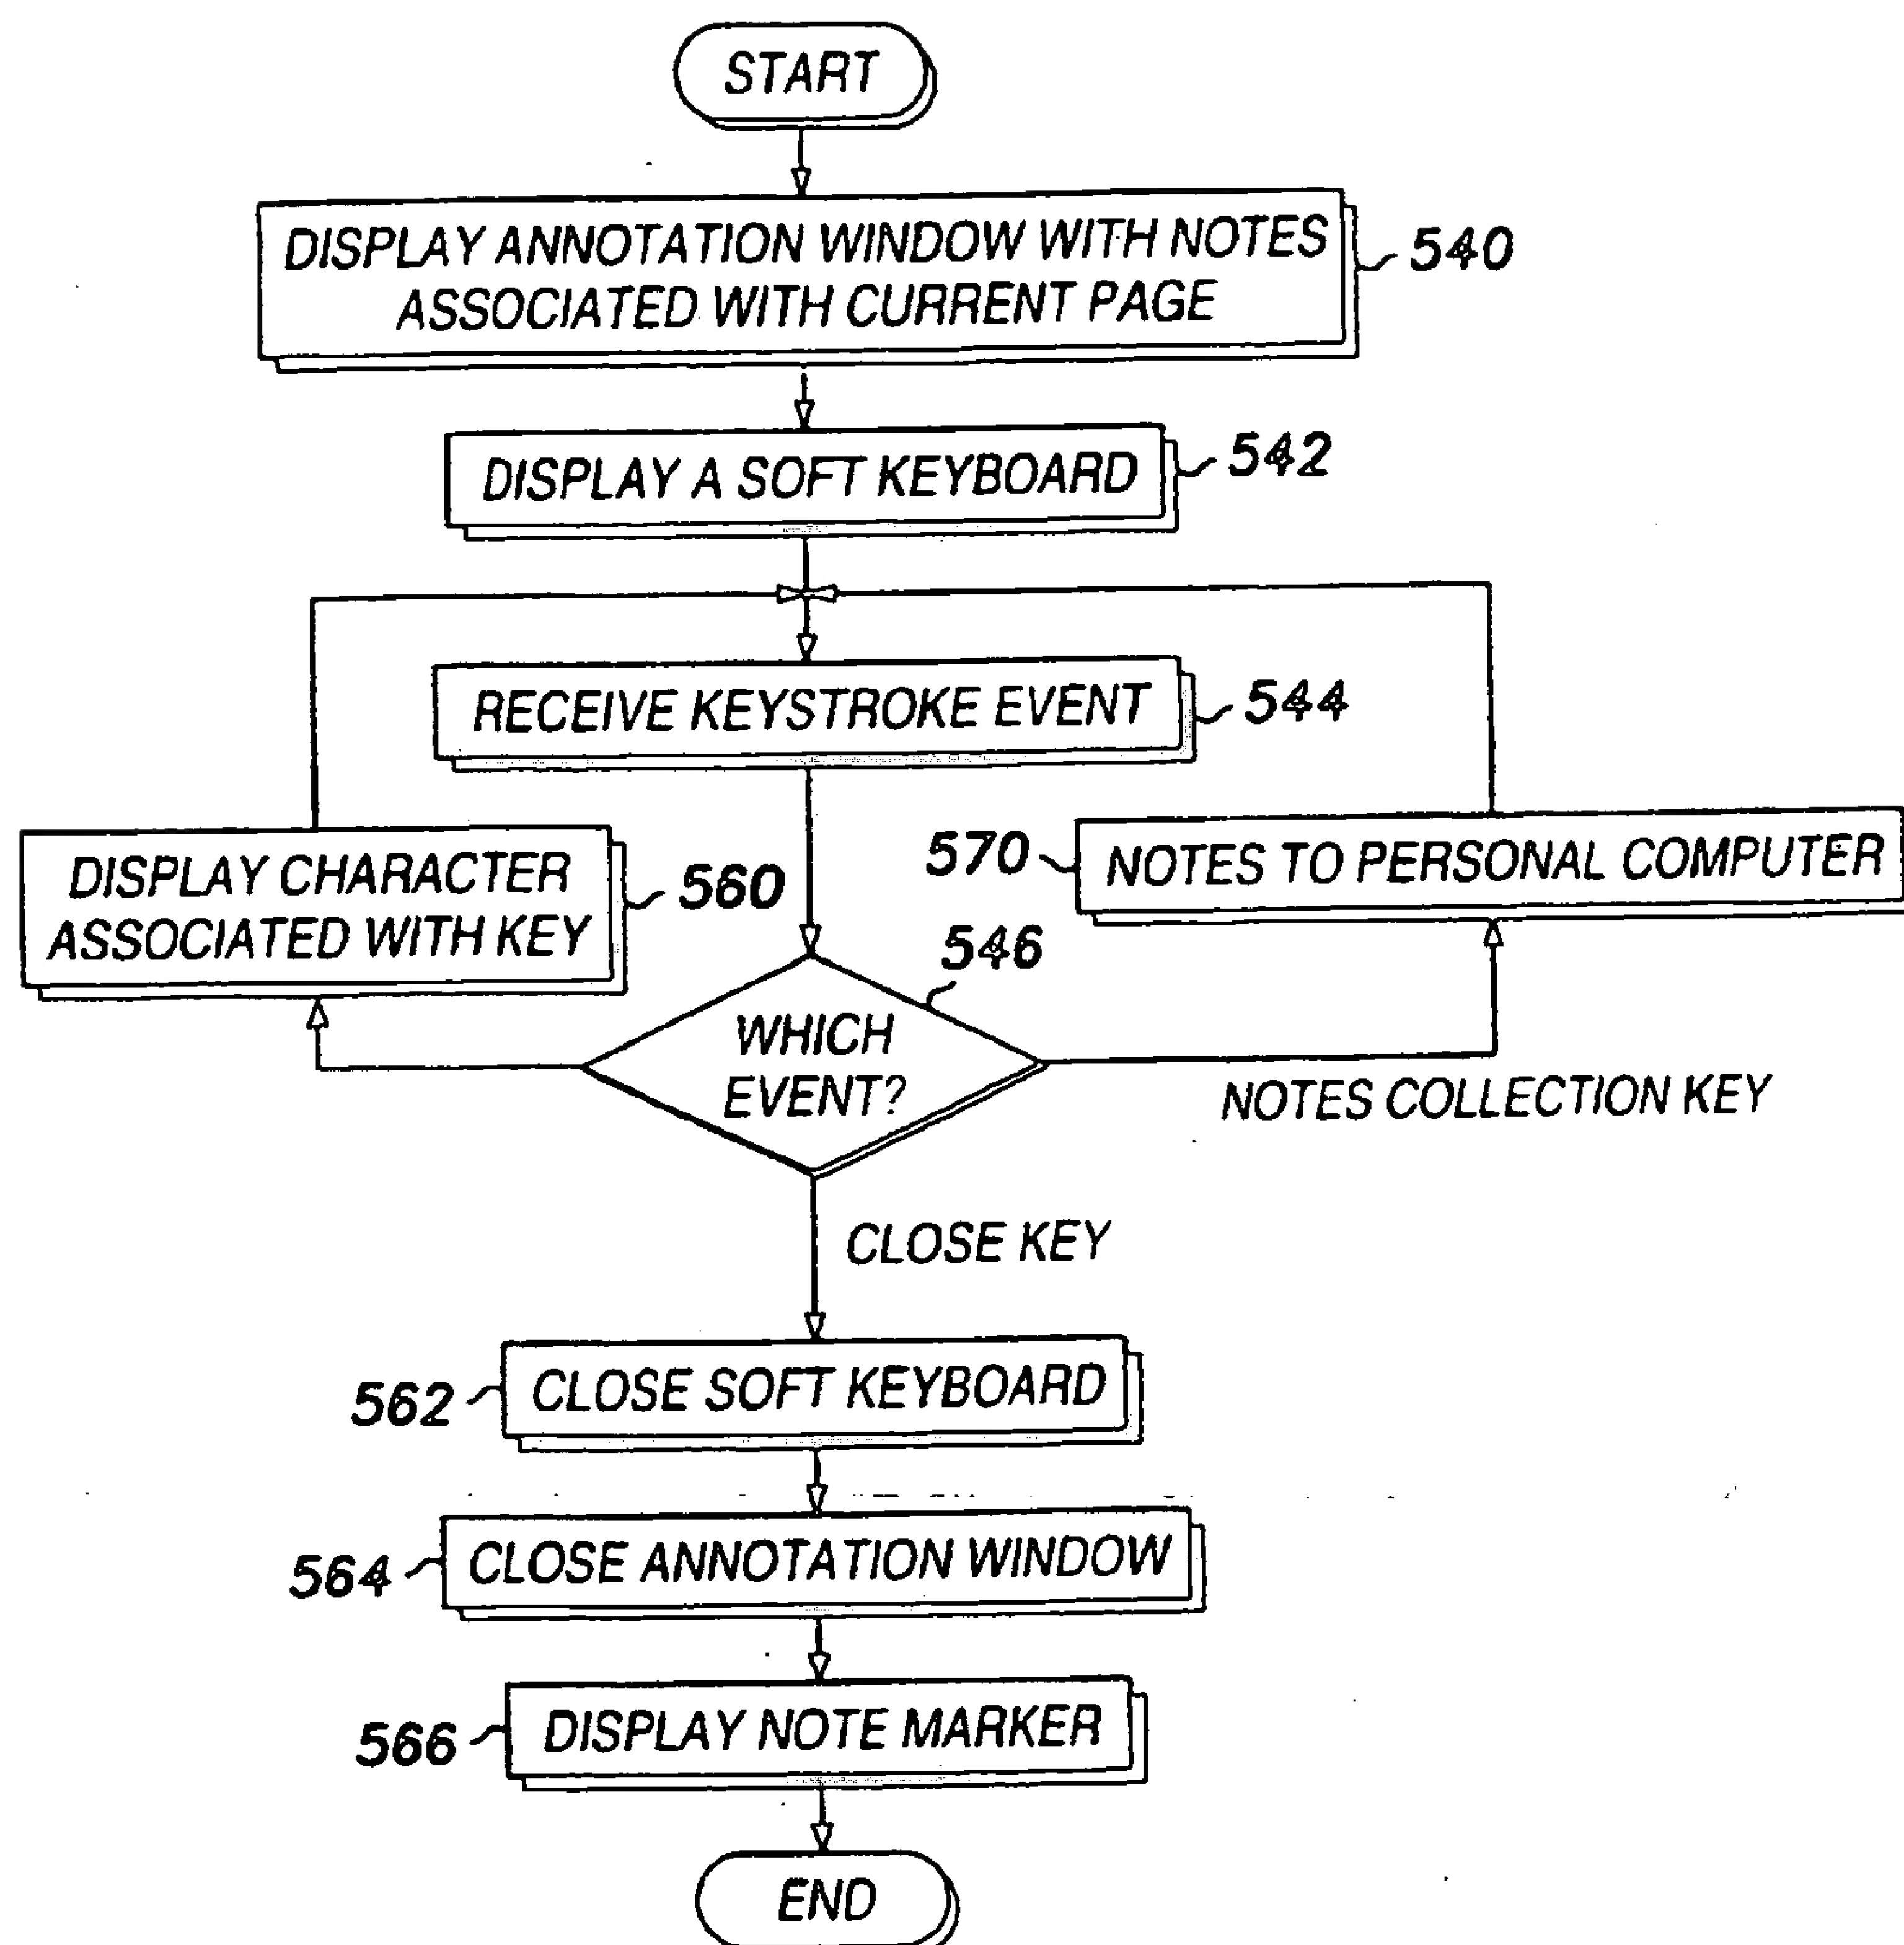 START
DISPLAY ANNOTATION WINDOW WITH NOTES
ASSOCIATED WITH CURRENT PAGE
540
DISPLAY A SOFT KEYBOARD
542
RECEIVE KEYSTROKE EVENT
544
DISPLAY CHARACTER
ASSOCIATED WITH KEY
560
570
NOTES TO PERSONAL COMPUTER
546
WHICH
EVENT?
NOTES COLLECTION KEY
CLOSE KEY
562
CLOSE SOFT KEYBOARD
564
CLOSE ANNOTATION WINDOW
566
DISPLAY NOTE MARKER
END